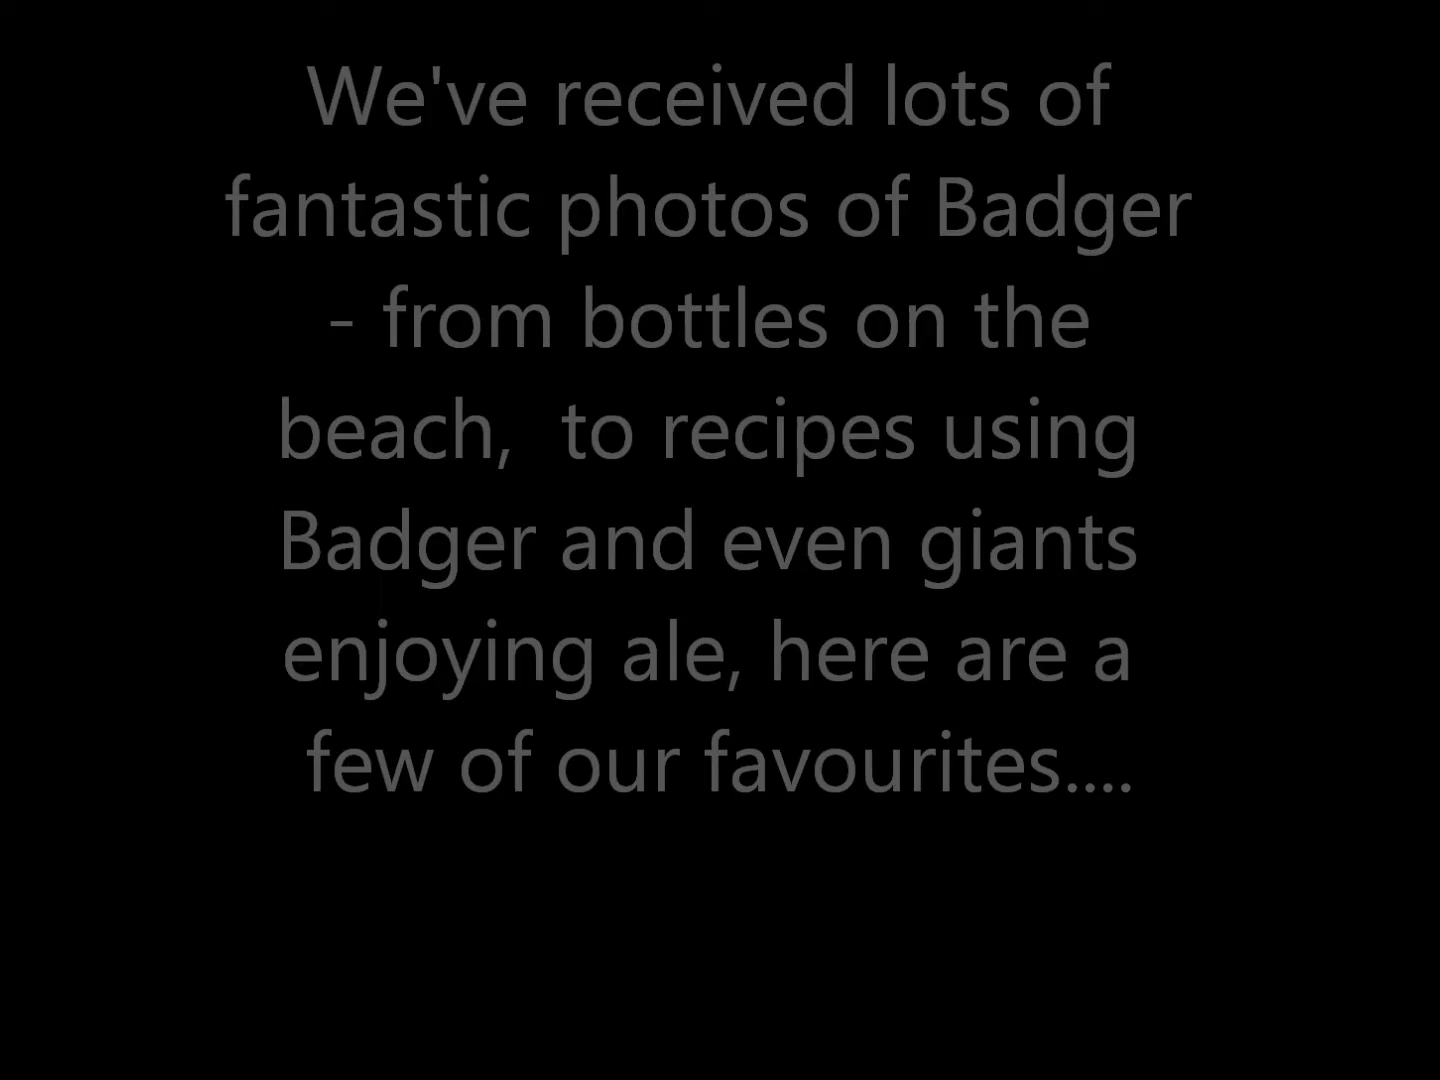 We've received lots of
fantastic photos of Badger
- from bottles on the
beach,  to recipes using
Badger and even giants
enjoying ale, here are a
few of our favourites....